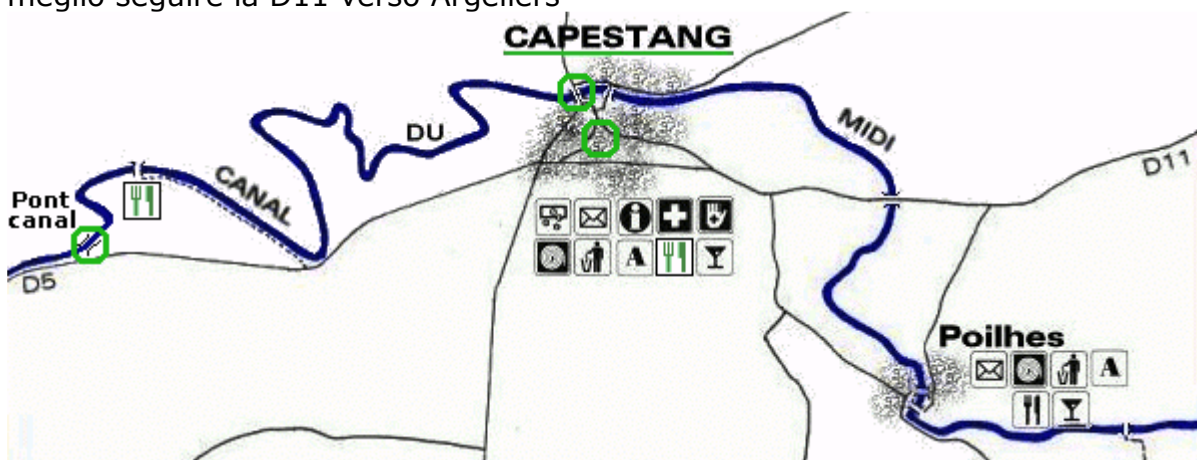 meglio seguire la D11 verso Argeliers
CAPESTANG
DU
MIDI
D11
CANAL
Pont
canal
A
D5
Poilhes
A